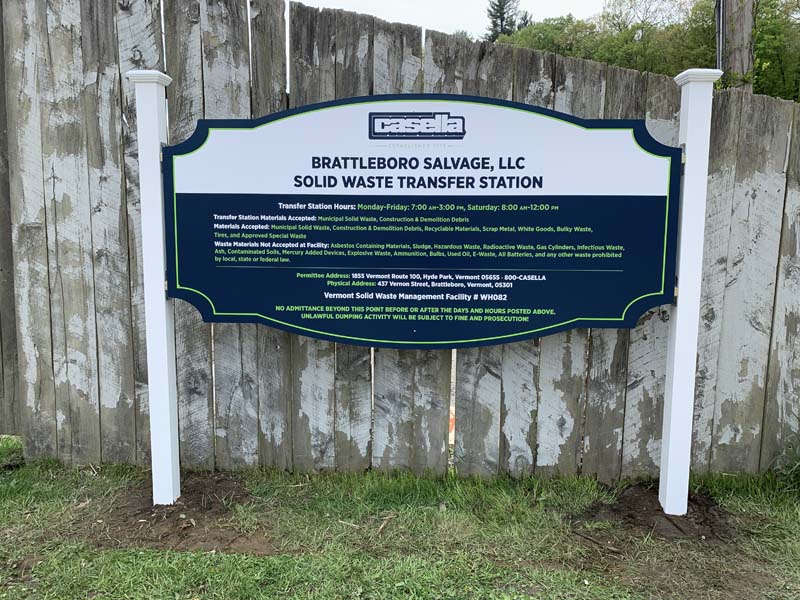 casella
ESTABLISHED 1975
BRATTLEBORO SALVAGE, LLC
SOLID WASTE TRANSFER STATION
Transfer Station Hours: Monday-Friday: 7:00 AM-3:00 PM, Saturday: 8:00 AM-12:00 PM
Transfer Station Materials Accepted: Municipal Solid Waste, Construction & Demolition Debris
Materials Accepted: Municipal Solid Waste, Construction & Demolition Debris, Recyclable Materials, Scrap Metal, White Goods, Bulky Waste,
Tires, and Approved Special Waste
Waste Materials Not Accepted at Facility: Asbestos Containing Materials, Sludge, Hazardous Waste, Radioactive Waste, Gas Cylinders, Infectious Waste,
Ash, Contaminated Soils, Mercury Added Devices, Explosive Waste, Ammunition, Bulbs, Used Oil, E-Waste, All Batteries, and any other waste prohibited
by local, state or federal law.
Permittee Address: 1855 Vermont Route 100, Hyde Park, Vermont 05655 · 800-CASELLA
Physical Address: 437 Vernon Street, Brattleboro, Vermont, 05301
Vermont Solid Waste Management Facility # WH082
NO ADMITTANCE BEYOND THIS POINT BEFORE OR AFTER THE DAYS AND HOURS POSTED ABOVE.
UNLAWFUL DUMPING ACTIVITY WILL BE SUBJECT TO FINE AND PROSECUTION!